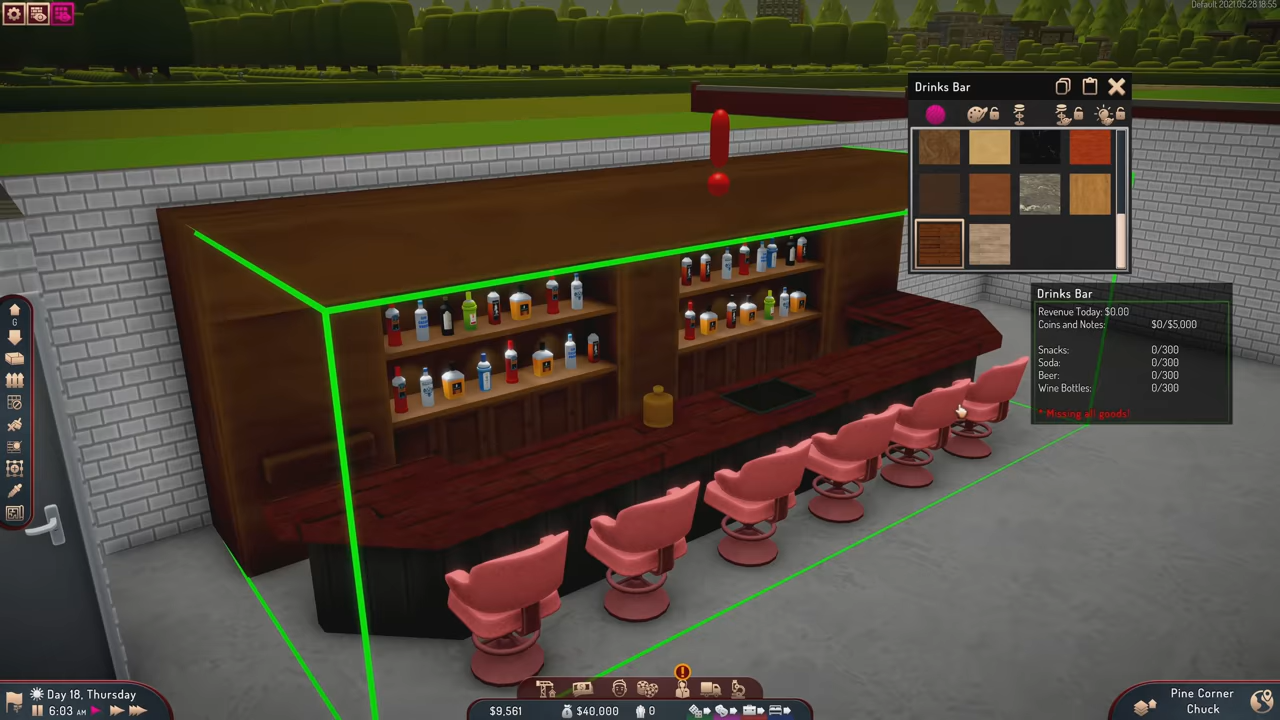 Default 2021.05.28.18:55
Drinks Bar
Drinks Bar
Revenue Today: $0.00
Coins and Notes: $0/$5,000
Snacks: 0/300
Soda: 0/300
Beer: 0/300
Wine Bottles: 0/300
* Missing all goods!
6
Day 18, Thursday
6:03 AM
$9,561
$40,000
0
Pine Corner
Chuck